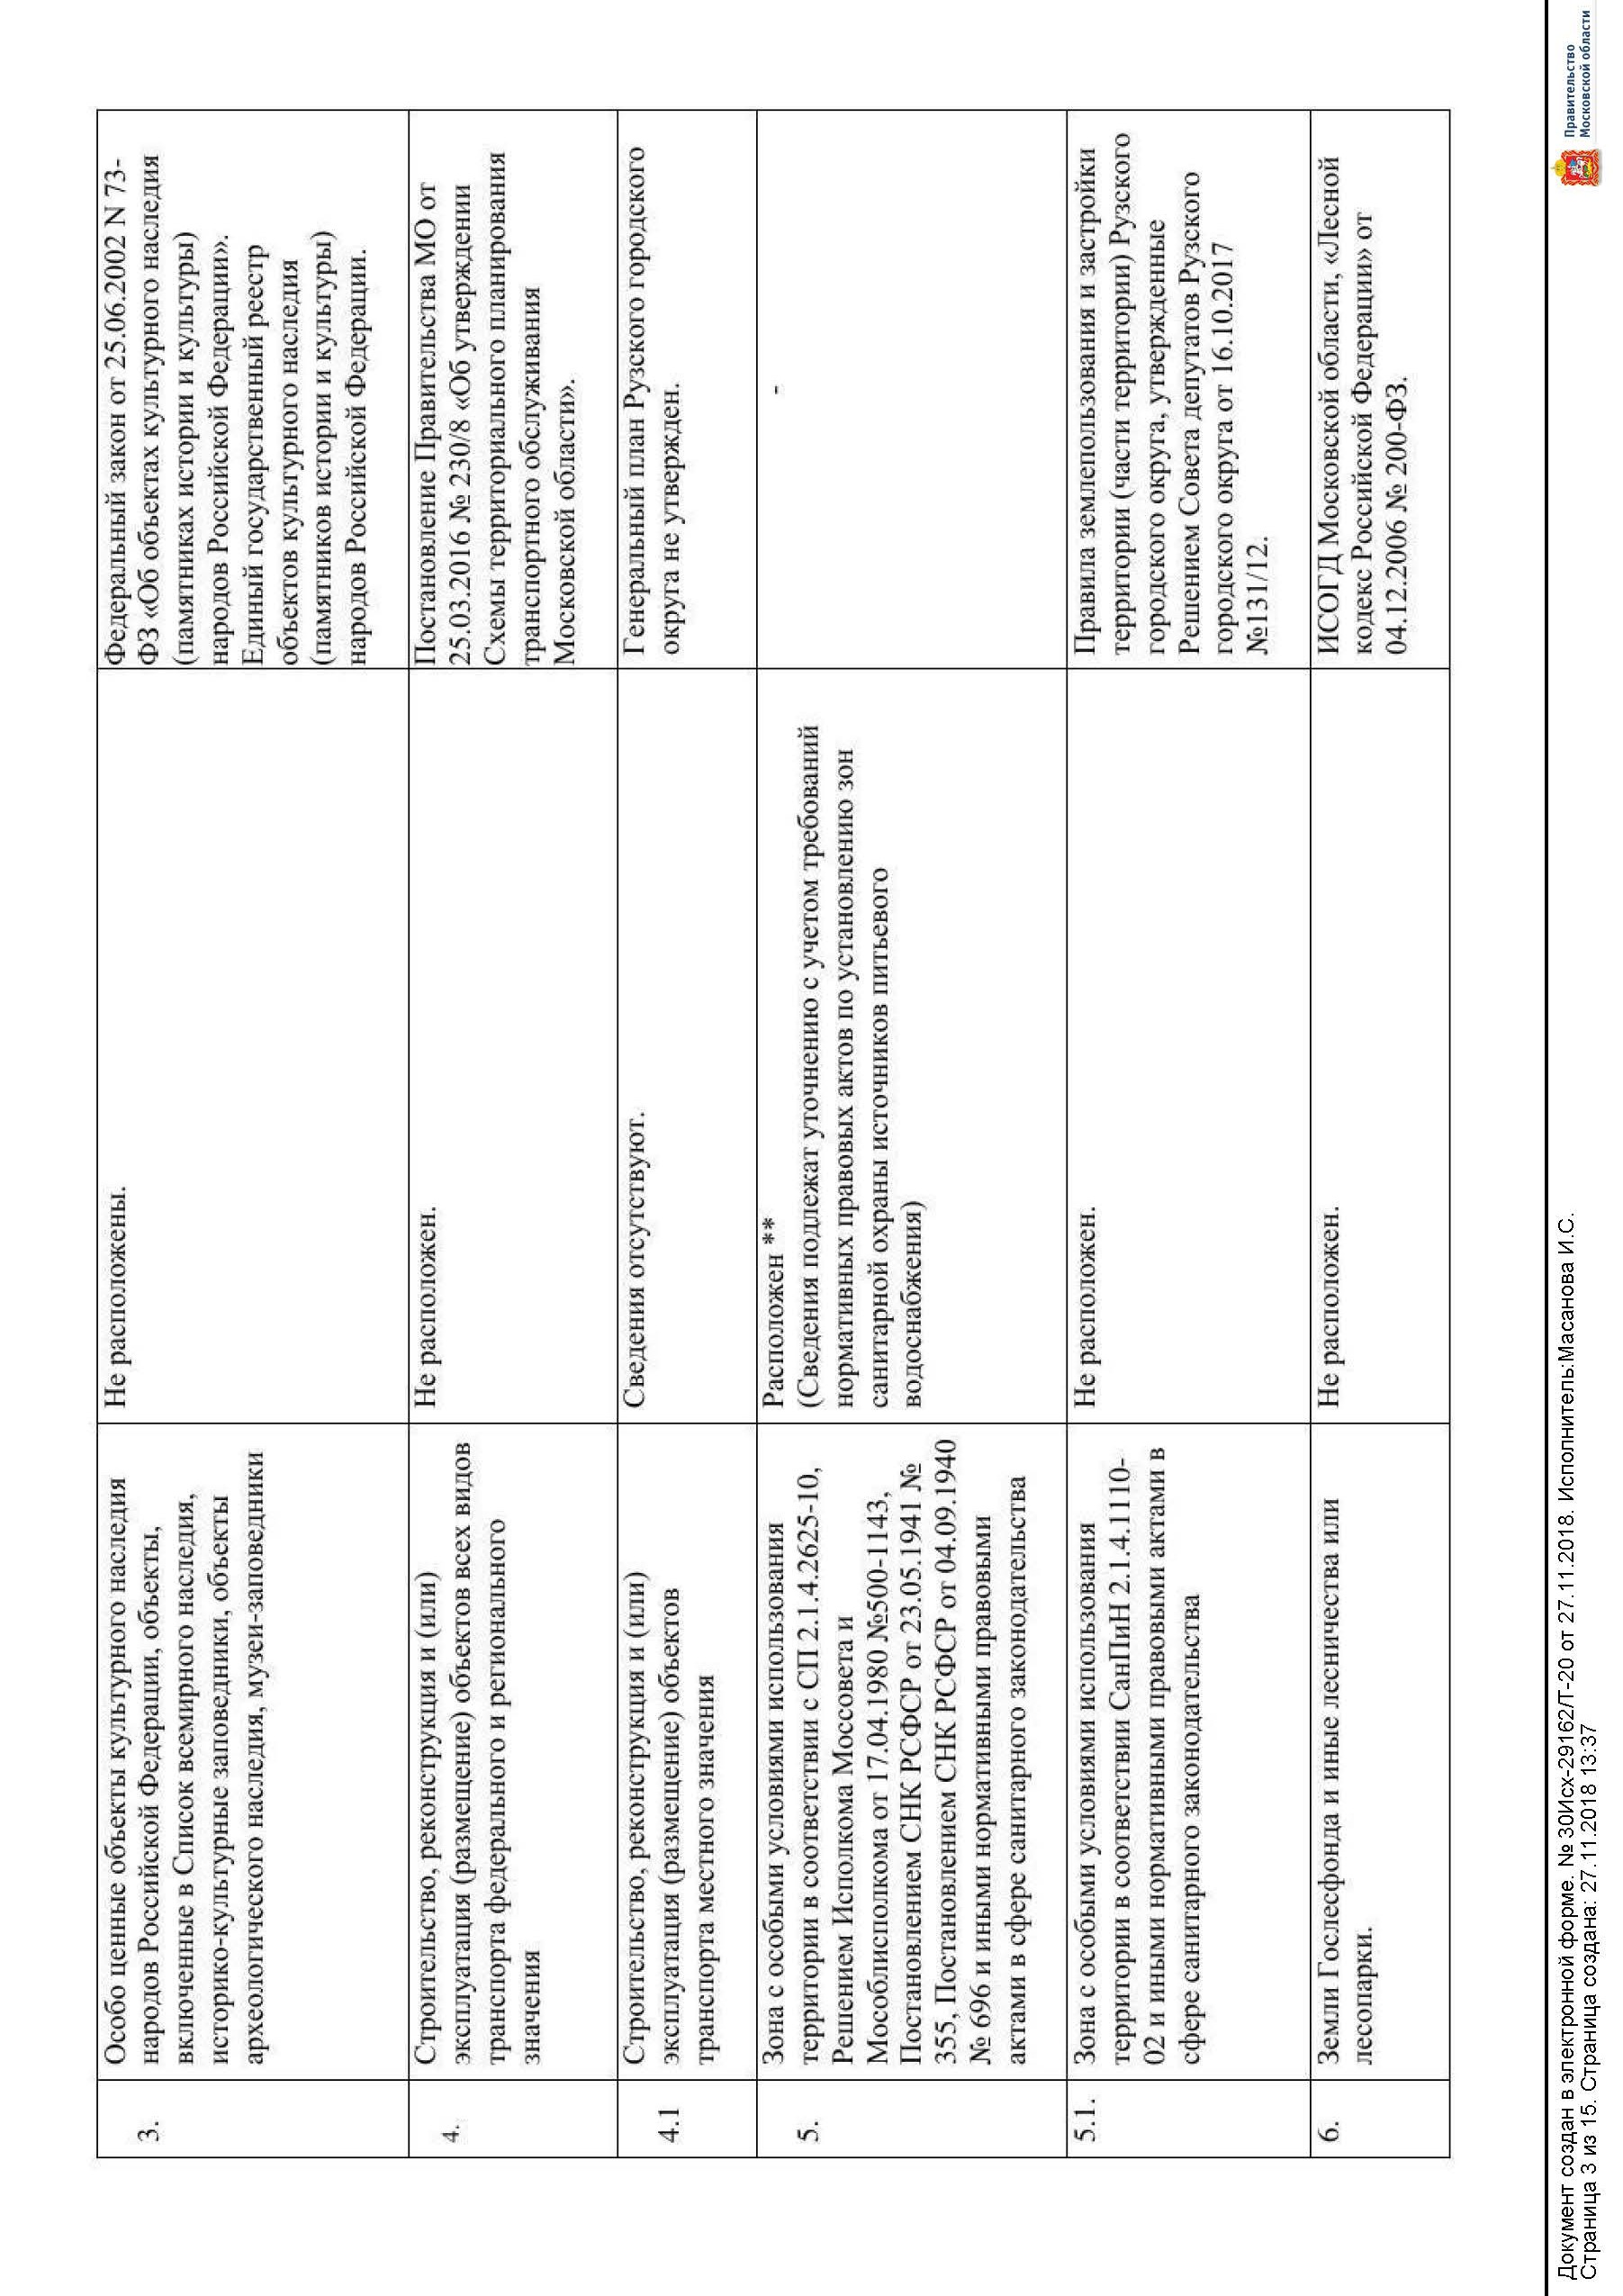 3.
Особо ценные объекты культурного наследия
народов Российской Федерации, объекты,
включенные в Список всемирного наследия,
историко-культурные заповедники, объекты
археологического наследия, музеи-заповедники
Не расположены.
Федеральный закон от 25.06.2002 N 73-
ФЗ «Об объектах культурного наследия
(памятниках истории и культуры)
народов Российской Федерации».
Единый государственный реестр
объектов культурного наследия
(памятников истории и культуры)
народов Российской Федерации.
4.
Строительство, реконструкция и (или)
эксплуатация (размещение) объектов всех видов
транспорта федерального и регионального
значения
Не расположен.
Постановление Правительства МО от
25.03.2016 № 230/8 «Об утверждении
Схемы территориального планирования
транспортного обслуживания
Московской области».
4.1
Строительство, реконструкция и (или)
эксплуатация (размещение) объектов
транспорта местного значения
Сведения отсутствуют.
Генеральный план Рузского городского
округа не утвержден.
5.
Зона с особыми условиями использования
территории в соответствии с СП 2.1.4.2625-10,
Решением Исполкома Моссовета и
Мособлисполкома от 17.04.1980 №500-1143,
Постановлением СНК РСФСР от 23.05.1941 №
355, Постановлением СНК РСФСР от 04.09.1940
№ 696 и иными нормативными правовыми
актами в сфере санитарного законодательства
Расположен **
(Сведения подлежат уточнению с учетом требований
нормативных правовых актов по установлению зон
санитарной охраны источников питьевого
водоснабжения)
-
5.1.
Зона с особыми условиями использования
территории в соответствии СанПиН 2.1.4.1110-
02 и иными нормативными правовыми актами в
сфере санитарного законодательства
Не расположен.
Правила землепользования и застройки
территории (части территории) Рузского
городского округа, утвержденные
Решением Совета депутатов Рузского
городского округа от 16.10.2017
№131/12.
6.
Земли Гослесфонда и иные лесничества или
лесопарки.
Не расположен.
ИСОГД Московской области, «Лесной
кодекс Российской Федерации» от
04.12.2006 № 200-ФЗ.
Документ создан в электронной форме. № 30Исх-29162/Т-20 от 27.11.2018. Исполнитель:Масанова И.С.
Страница 3 из 15. Страница создана: 27.11.2018 13:37
Правительство
Московской области